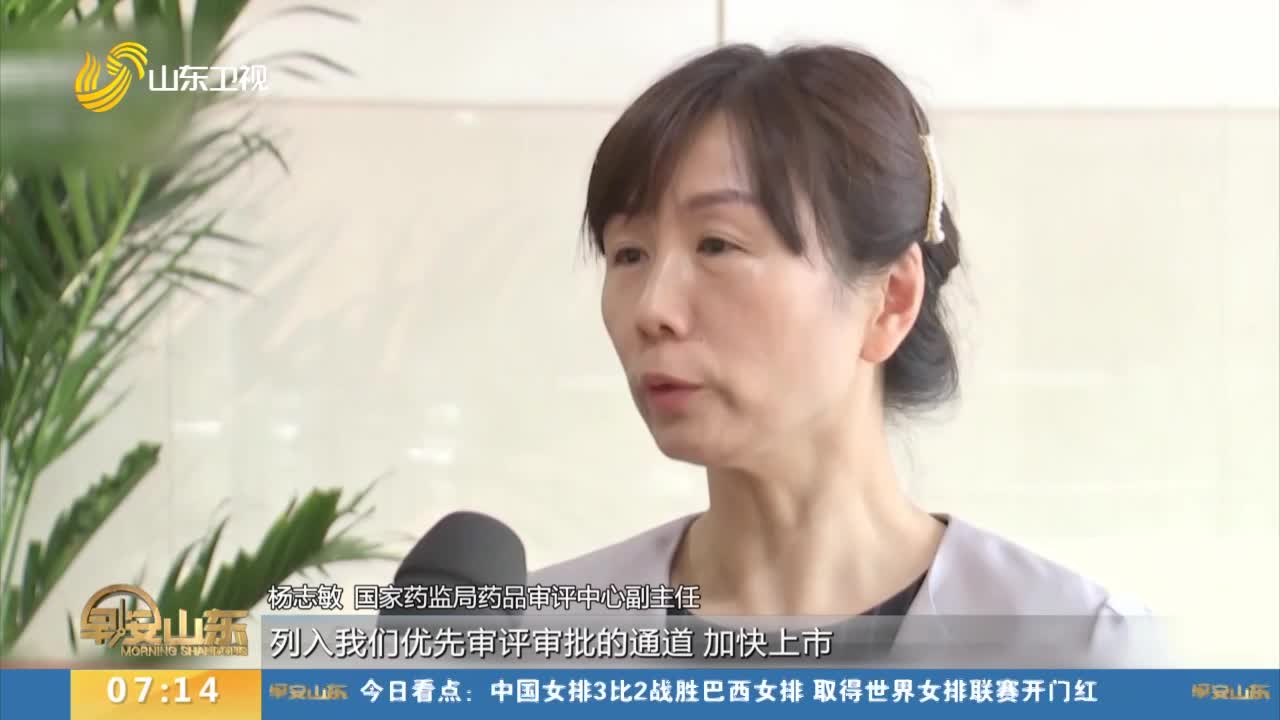 山东卫视
杨志敏 国家药监局药品审评中心副主任
早安山东
MORNING SHANDONG
列入我们优先审评审批的通道 加快上市
07:14
早安山东 今日看点：中国女排3比2战胜巴西女排 取得世界女排联赛开门红 早安山东